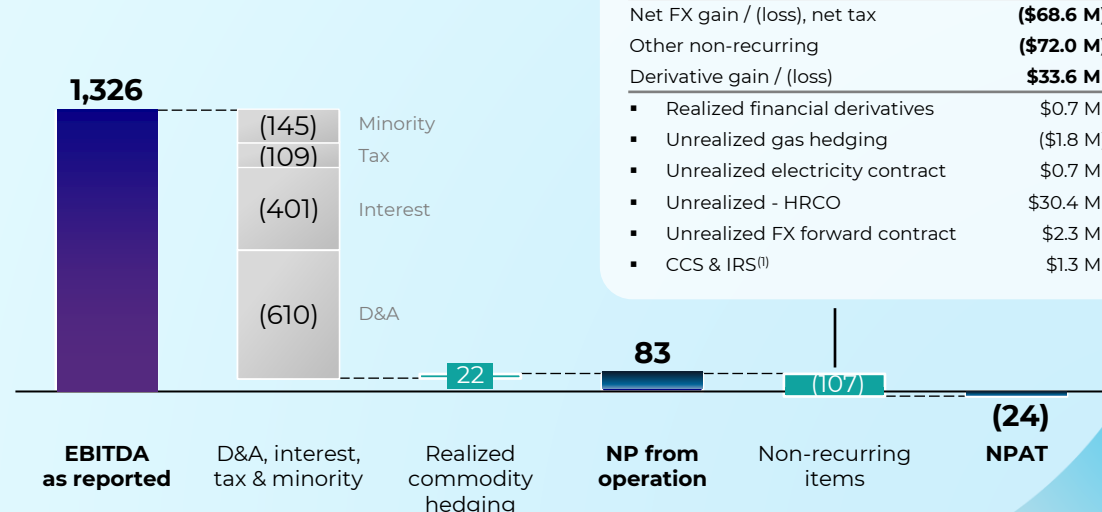 Net FX gain / (loss), net tax ($68.6 M)
Other non-recurring ($72.0 M)
Derivative gain / (loss) $33.6 M
▪ Realized financial derivatives $0.7 M
▪ Unrealized gas hedging ($1.8 M
▪ Unrealized electricity contract $0.7 M
▪ Unrealized - HRCO $30.4 M
▪ Unrealized FX forward contract $2.3 M
▪ CCS & IRS(1) $1.3 M
1,326
(145) Minority
(109) Tax
(401) Interest
(610) D&A
22
83
(107)
(24)
EBITDA
as reported
D&A, interest,
tax & minority
Realized
commodity
hedging
NP from
operation
Non-recurring
items
NPAT